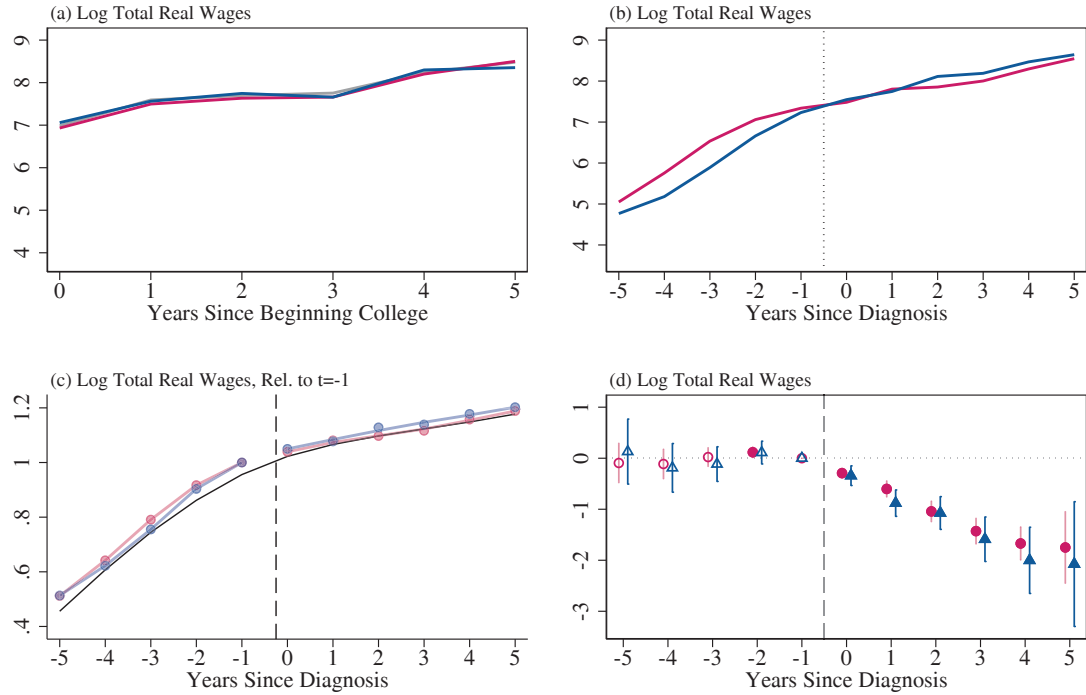 (a) Log Total Real Wages
9
8
7
6
5
4
0 1 2 3 4 5
Years Since Beginning College
(b) Log Total Real Wages
9
8
7
6
5
4
-5 -4 -3 -2 -1 0 1 2 3 4 5
Years Since Diagnosis
(c) Log Total Real Wages, Rel. to t=-1
1.2
1
.8
.6
.4
-5 -4 -3 -2 -1 0 1 2 3 4 5
Years Since Diagnosis
(d) Log Total Real Wages
1
0
-1
-2
-3
-5 -4 -3 -2 -1 0 1 2 3 4 5
Years Since Diagnosis